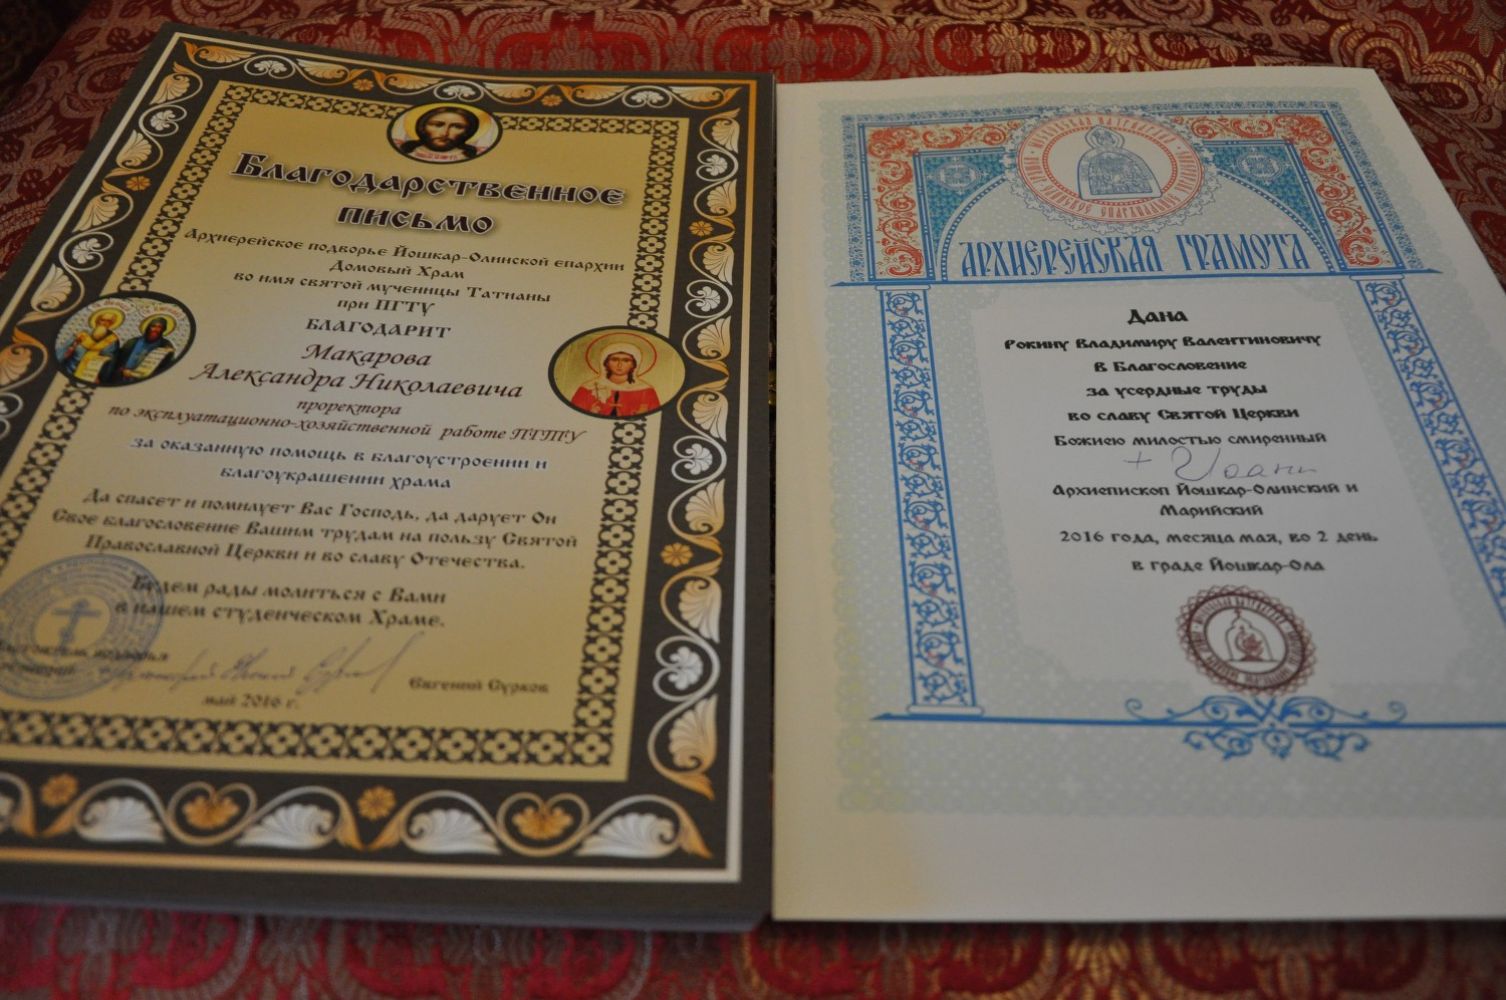 Благодарственное
письмо
Архиерейское подворье Йошкар-Олинской епархии
Домовый Храм
во имя святой мученицы Татианы
при ПГТУ
БЛАГОДАРИТ
Макарова
Александра Николаевича
проректора
по эксплуатационно-хозяйственной работе ПГТУ
за оказанную помощь в благоустроении и
благоукрашении храма
Да спасет и помилует Вас Господь, да дарует Он
Свое благословение Вашим трудам на пользу Святой
Православной Церкви и во славу Отечества.
Будем рады молиться с Вами
в нашем студенческом Храме.
Евгений Сурков
май 2016 г.
АРХИЕРЕЙСКАЯ ГРАМОТА
Дана
Рокину Владимиру Валентиновичу
в Благословение
за усердные труды
во славу Святой Церкви
Божиею милостью смиренный
+ Иоанн
Архиепископ Йошкар-Олинский и
Марийский
2016 года, месяца мая, во 2 день
в граде Йошкар-Ола